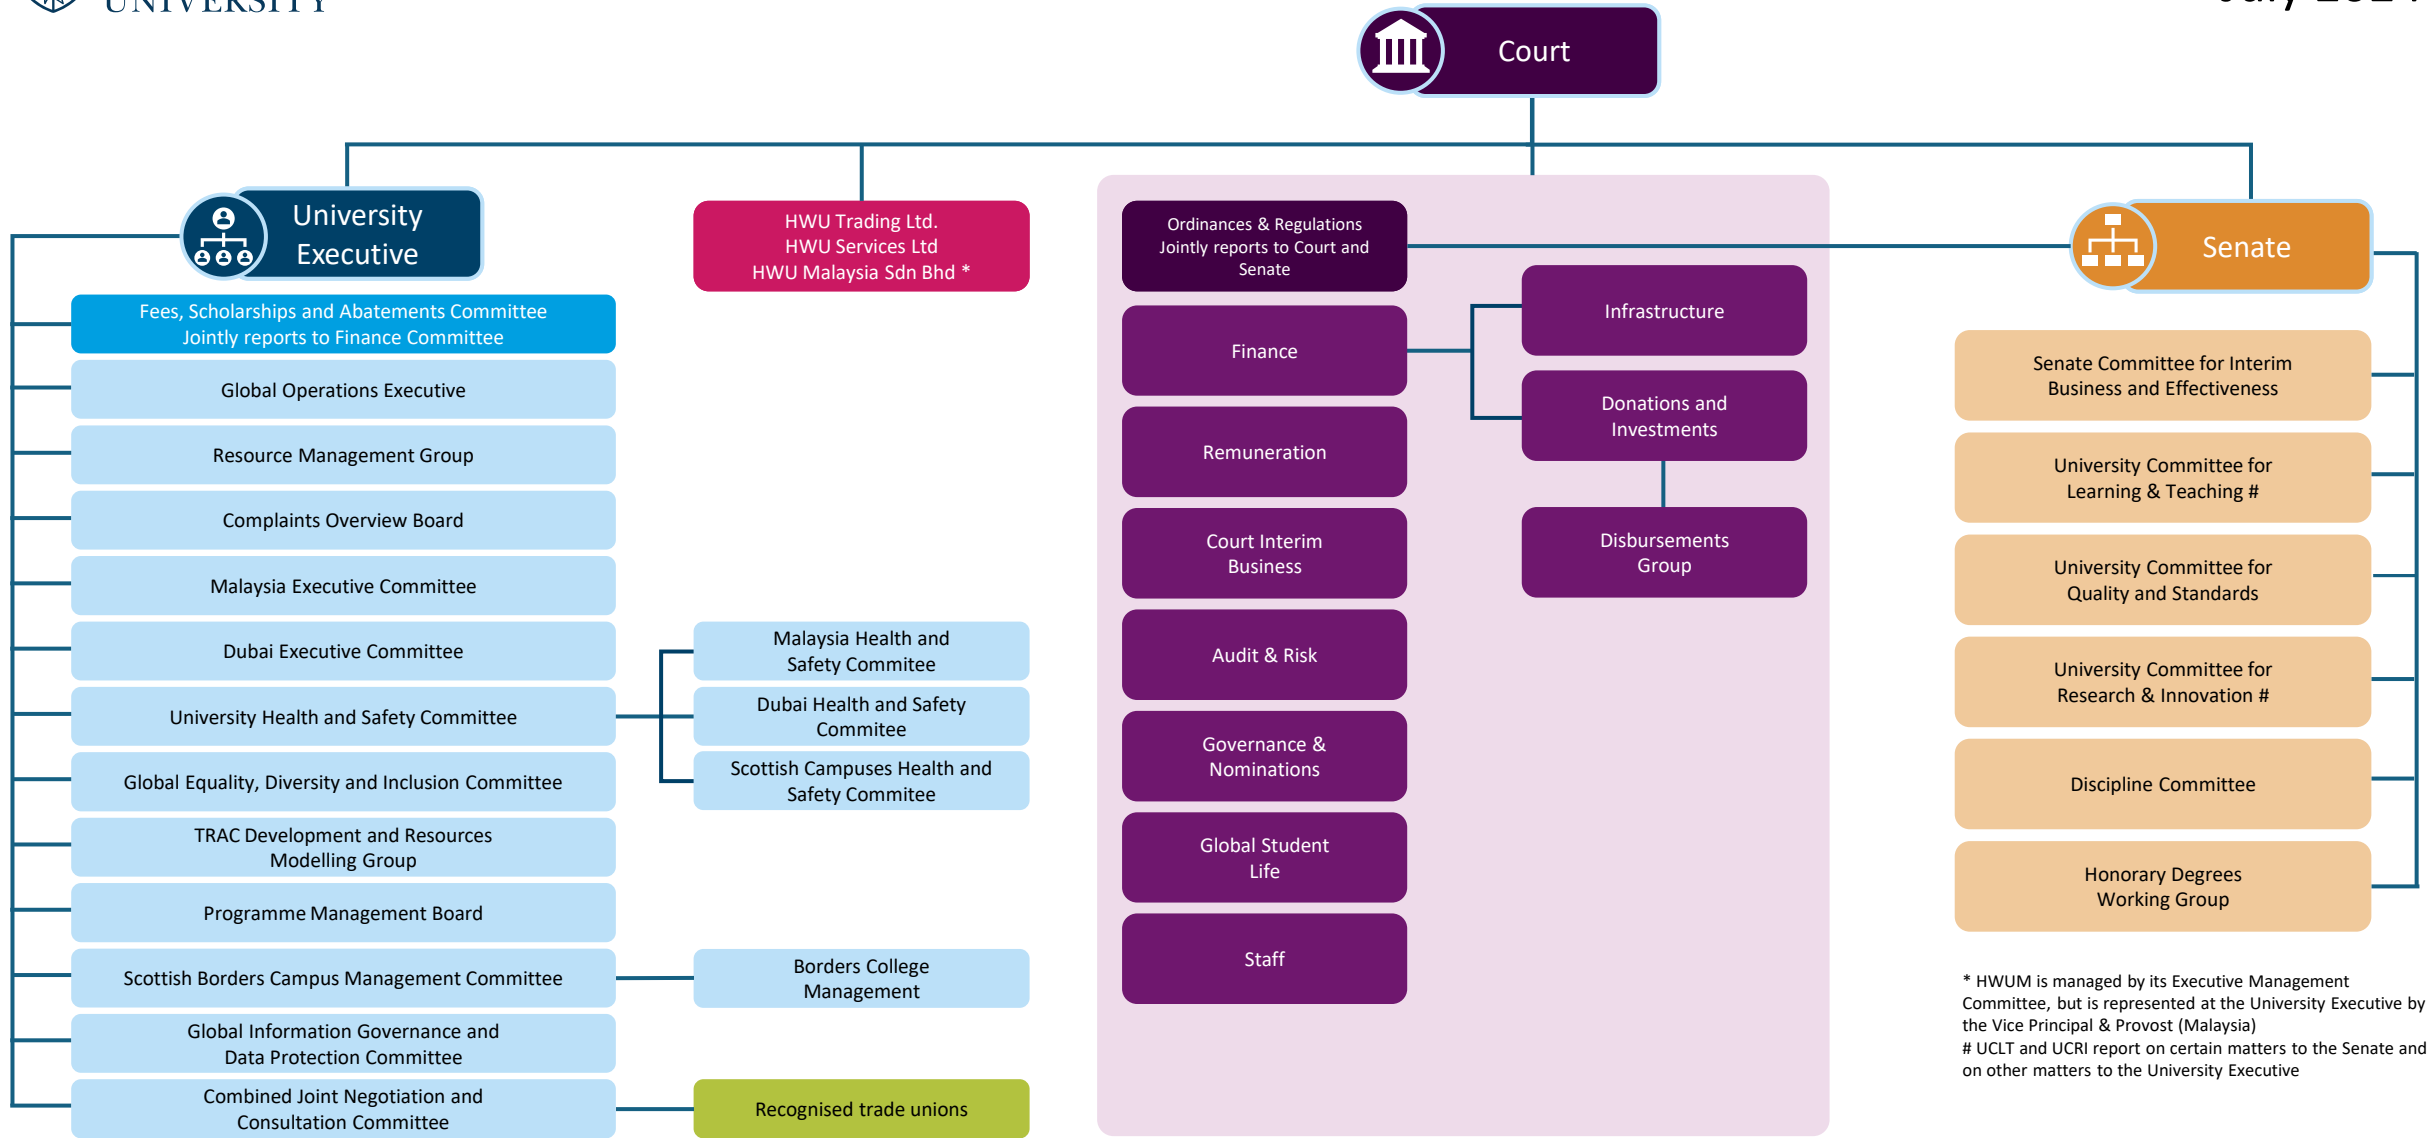 UNIVERSITY
Court
University
Executive
HWU Trading Ltd.
HWU Services Ltd
HWU Malaysia Sdn Bhd *
Ordinances & Regulations
Jointly reports to Court and
Senate
Senate
Fees, Scholarships and Abatements Committee
Jointly reports to Finance Committee
Global Operations Executive
Resource Management Group
Complaints Overview Board
Malaysia Executive Committee
Dubai Executive Committee
University Health and Safety Committee
Global Equality, Diversity and Inclusion Committee
TRAC Development and Resources
Modelling Group
Programme Management Board
Scottish Borders Campus Management Committee
Global Information Governance and
Data Protection Committee
Combined Joint Negotiation and
Consultation Committee
Malaysia Health and
Safety Commitee
Dubai Health and Safety
Commitee
Scottish Campuses Health and
Safety Commitee
Borders College
Management
Recognised trade unions
Finance
Remuneration
Court Interim
Business
Audit & Risk
Governance &
Nominations
Global Student
Life
Staff
Infrastructure
Donations and
Investments
Disbursements
Group
Senate Committee for Interim
Business and Effectiveness
University Committee for
Learning & Teaching #
University Committee for
Quality and Standards
University Committee for
Research & Innovation #
Discipline Committee
Honorary Degrees
Working Group
* HWUM is managed by its Executive Management
Committee, but is represented at the University Executive by
the Vice Principal & Provost (Malaysia)
# UCLT and UCRI report on certain matters to the Senate and
on other matters to the University Executive